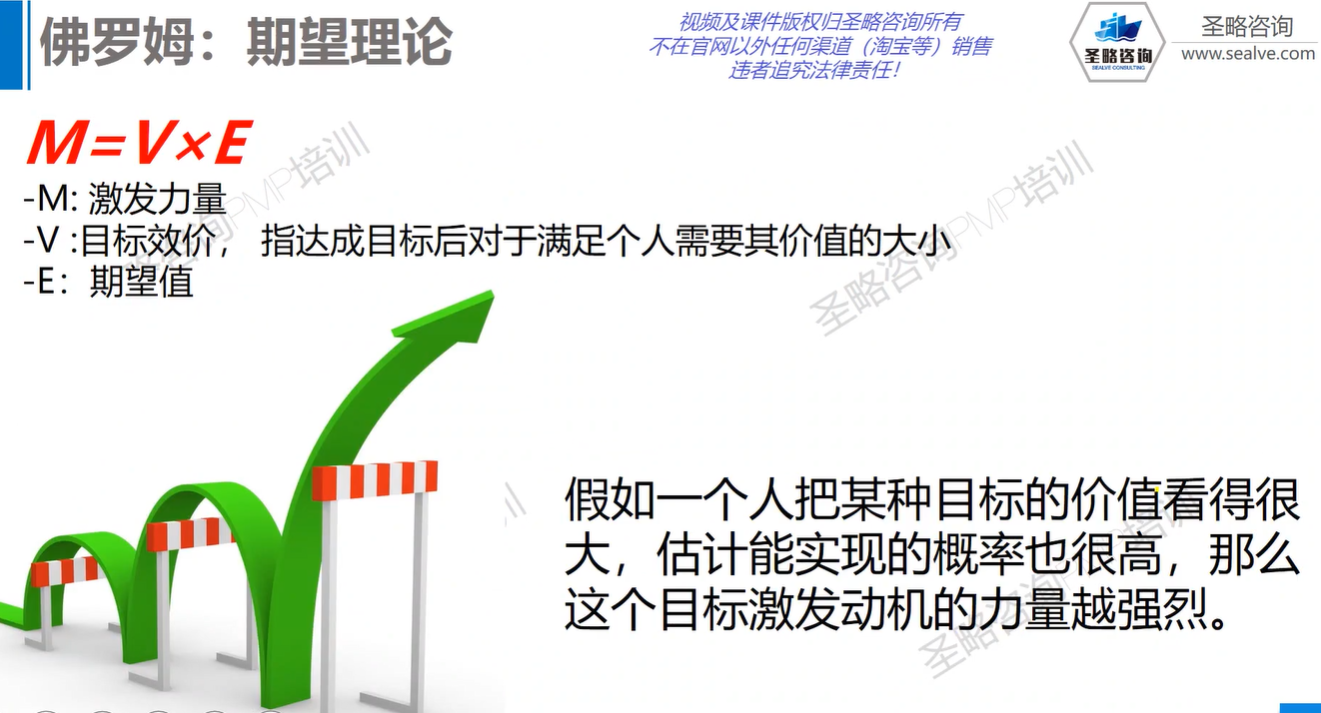 佛罗姆：期望理论
视频及课件版权归圣略咨询所有
不在官网以外任何渠道（淘宝等）销售
违者追究法律责任！
圣略咨询
SEALVE CONSULTING
圣略咨询
www.sealve.com
M=V×E
-M: 激发力量
-V :目标效价， 指达成目标后对于满足个人需要其价值的大小
-E：期望值
圣略咨询PMP培训
圣略咨询PMP培训
假如一个人把某种目标的价值看得很
大，估计能实现的概率也很高，那么
这个目标激发动机的力量越强烈。
圣略咨询PMP培训
训